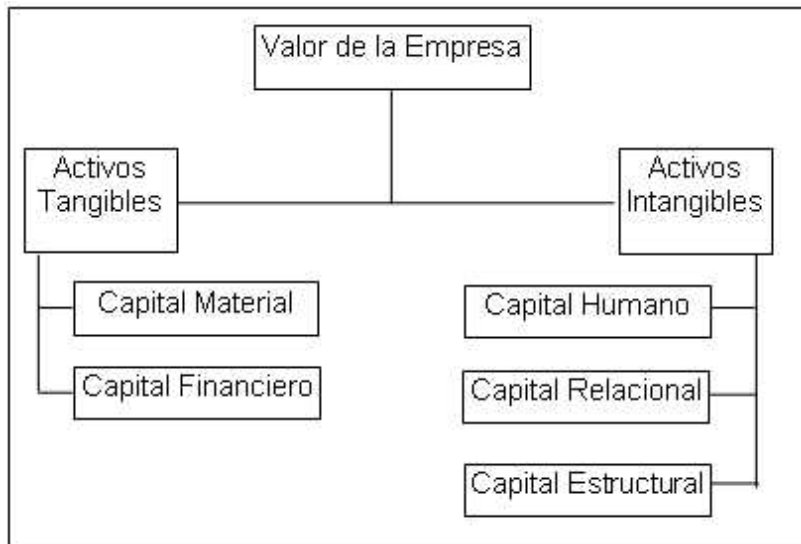 Valor de la Empresa
Activos
Tangibles
Activos
Intangibles
Capital Material
Capital Humano
Capital Financiero
Capital Relacional
Capital Estructural